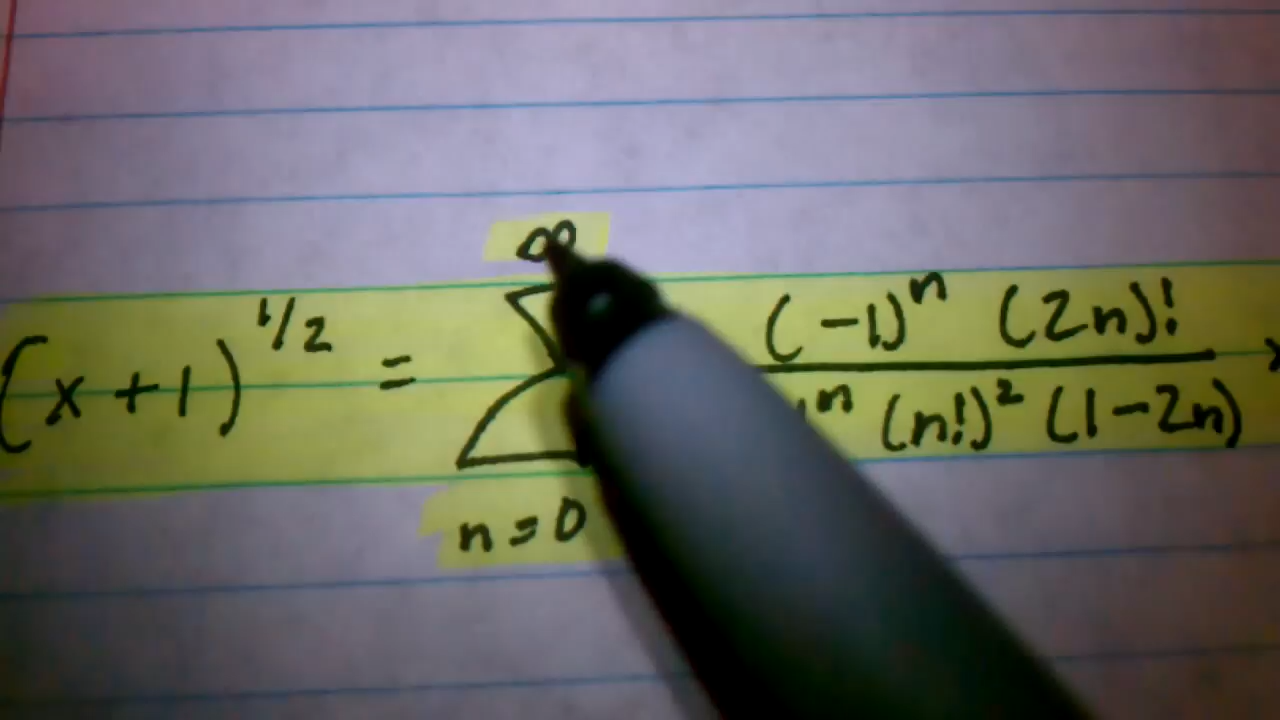 ∞
(x+1)^1/2 = Σ (-1)^n (2n)!
^n (n!)^2 (1-2n)
n=0